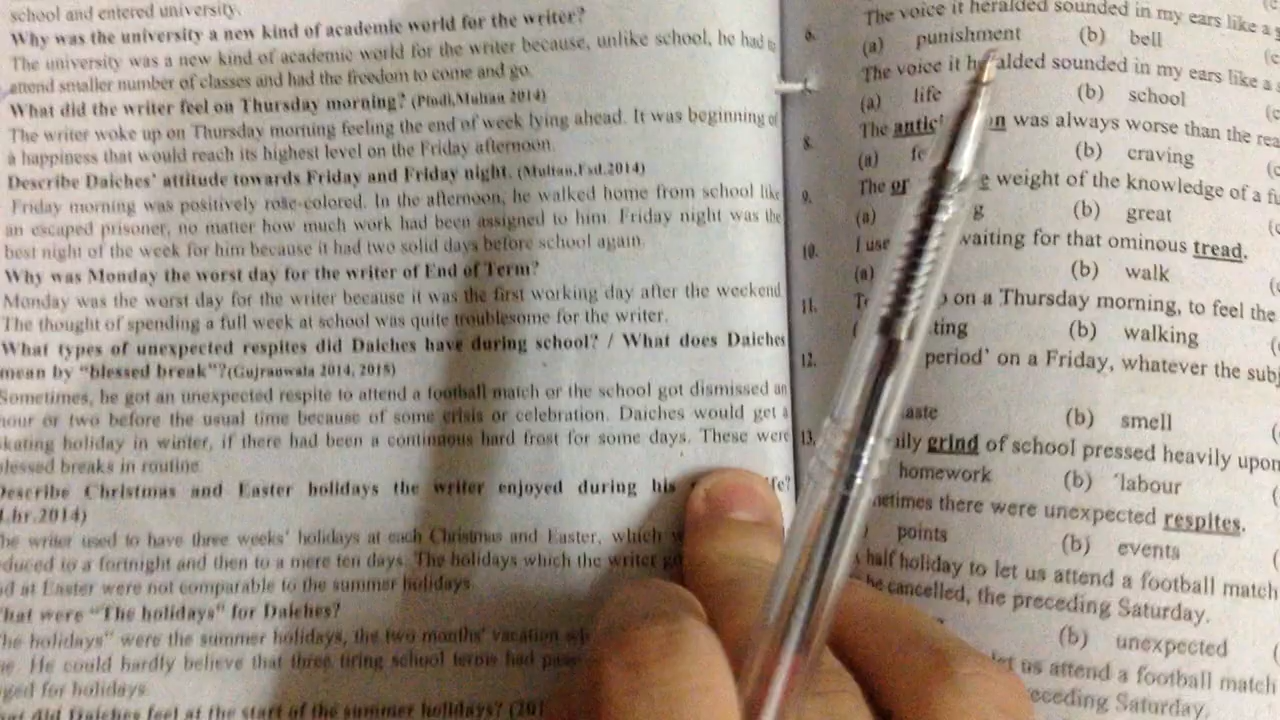 school and entered university.
Why was the university a new kind of academic world for the writer?
The university was a new kind of academic world for the writer because, unlike school, he had to
attend smaller number of classes and had the freedom to come and go.
What did the writer feel on Thursday morning? (Pindi,Multan 2014)
The writer woke up on Thursday morning feeling the end of week lying ahead. It was beginning of
a happiness that would reach its highest level on the Friday afternoon.
Describe Daiches' attitude towards Friday and Friday night. (Multan,Fsd.2014)
Friday morning was positively rose-colored. In the afternoon, he walked home from school like
an escaped prisoner, no matter how much work had been assigned to him. Friday night was the
best night of the week for him because it had two solid days before school again.
Why was Monday the worst day for the writer of End of Term?
Monday was the worst day for the writer because it was the first working day after the weekend
The thought of spending a full week at school was quite troublesome for the writer.
What types of unexpected respites did Daiches have during school? / What does Daiches
mean by "blessed break"?(Gujranwala 2014, 2015)
Sometimes, he got an unexpected respite to attend a football match or the school got dismissed an
hour or two before the usual time because of some crisis or celebration. Daiches would get a
skating holiday in winter, if there had been a continuous hard frost for some days. These were
blessed breaks in routine
Describe Christmas and Easter holidays the writer enjoyed during his
Lhr.2014)
The writer used to have three weeks' holidays at each Christmas and Easter, which
to a fortnight and then to a mere ten days. The holidays which the writer
at Easter were not comparable to the summer holidays
What were "The holidays" for Daiches?
The holidays" were the summer holidays, the two months' vacation
He could hardly believe that three tiring school terms had
for holidays
did Daiches feel at the start of the summer holidays? (201
6. The voice it heralded sounded in my ears like a
(a) punishment (b) bell
The voice it heralded sounded in my ears like a
(a) life (b) school
8. The was always worse than the
(a) (b) craving
9. The weight of the knowledge of a
(a) (b) great
10. I waiting for that ominous tread.
(a) (b) walk
11. on a Thursday morning, to feel the
(b) walking
12. period' on a Friday, whatever the
(b) smell
13. grind of school pressed heavily upon
homework (b) 'labour
there were unexpected respites.
points (b) events
half holiday to let us attend a football match
be cancelled, the preceding Saturday.
(b) unexpected
let us attend a football match
preceding Saturday.